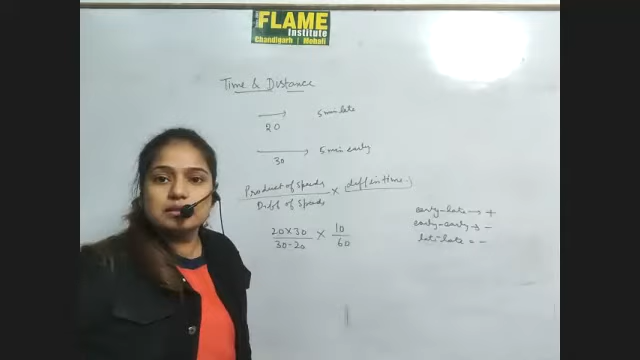 FLAME
Institute
Chandigarh | Mohali
Time & Distance
20 5 min late
30 5 min early
Product of Speeds / Diff of Speeds × (diff in time)
20×30 / 30-20 × 10 / 60
early-late → +
early-early → -
late-late = -